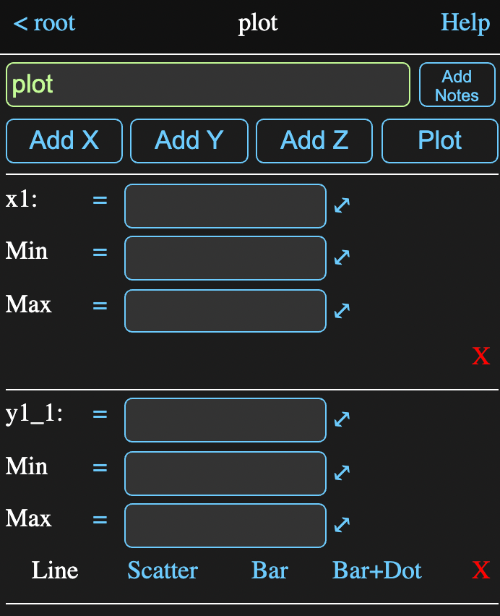 < root plot Help
plot Add Notes
Add X Add Y Add Z Plot
x1: =
Min =
Max =
X
y1_1: =
Min =
Max =
Line Scatter Bar Bar+Dot X